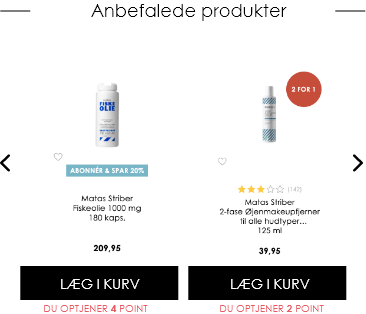 Anbefalede produkter
FISKE
OLIE
2 FOR 1
ABONNÉR & SPAR 20%
(142)
Matas Striber
Fiskeolie 1000 mg
180 kaps.
Matas Striber
2-fase Øjenmakeupfjerner
til alle hudtyper...
125 ml
209,95
39,95
LÆG I KURV
LÆG I KURV
DU OPTJENER 4 POINT
DU OPTJENER 2 POINT